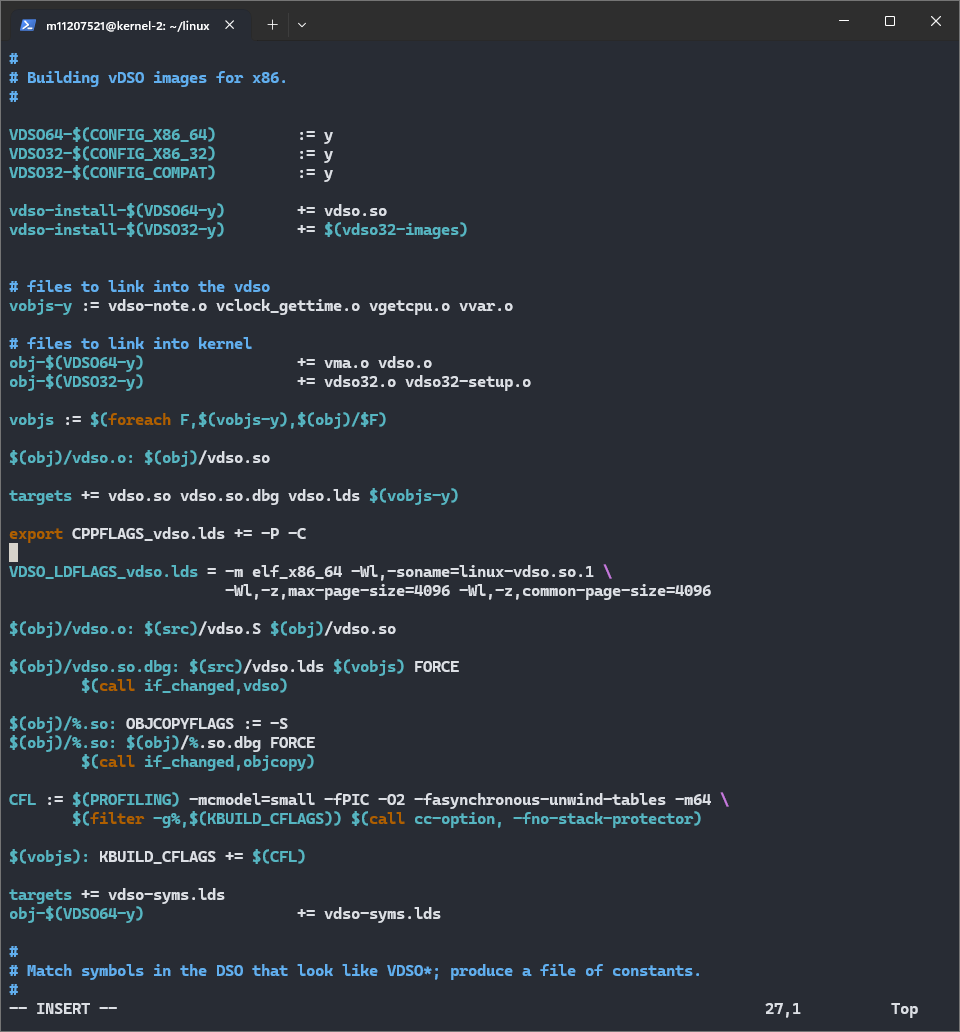 m11207521@kernel-2: ~/linux
#
# Building vDSO images for x86.
#
VDSO64-$(CONFIG_X86_64)         := y
VDSO32-$(CONFIG_X86_32)         := y
VDSO32-$(CONFIG_COMPAT)         := y
vdso-install-$(VDSO64-y)        += vdso.so
vdso-install-$(VDSO32-y)        += $(vdso32-images)
# files to link into the vdso
vobjs-y := vdso-note.o vclock_gettime.o vgetcpu.o vvar.o
# files to link into kernel
obj-$(VDSO64-y)                 += vma.o vdso.o
obj-$(VDSO32-y)                 += vdso32.o vdso32-setup.o
vobjs := $(foreach F,$(vobjs-y),$(obj)/$F)
$(obj)/vdso.o: $(obj)/vdso.so
targets += vdso.so vdso.so.dbg vdso.lds $(vobjs-y)
export CPPFLAGS_vdso.lds += -P -C
VDSO_LDFLAGS_vdso.lds = -m elf_x86_64 -Wl,-soname=linux-vdso.so.1 \
                        -Wl,-z,max-page-size=4096 -Wl,-z,common-page-size=4096
$(obj)/vdso.o: $(src)/vdso.S $(obj)/vdso.so
$(obj)/vdso.so.dbg: $(src)/vdso.lds $(vobjs) FORCE
        $(call if_changed,vdso)
$(obj)/%.so: OBJCOPYFLAGS := -S
$(obj)/%.so: $(obj)/%.so.dbg FORCE
        $(call if_changed,objcopy)
CFL := $(PROFILING) -mcmodel=small -fPIC -O2 -fasynchronous-unwind-tables -m64 \
       $(filter -g%,$(KBUILD_CFLAGS)) $(call cc-option, -fno-stack-protector)
$(vobjs): KBUILD_CFLAGS += $(CFL)
targets += vdso-syms.lds
obj-$(VDSO64-y)                 += vdso-syms.lds
#
# Match symbols in the DSO that look like VDSO*; produce a file of constants.
#
-- INSERT --                                                                        27,1          Top